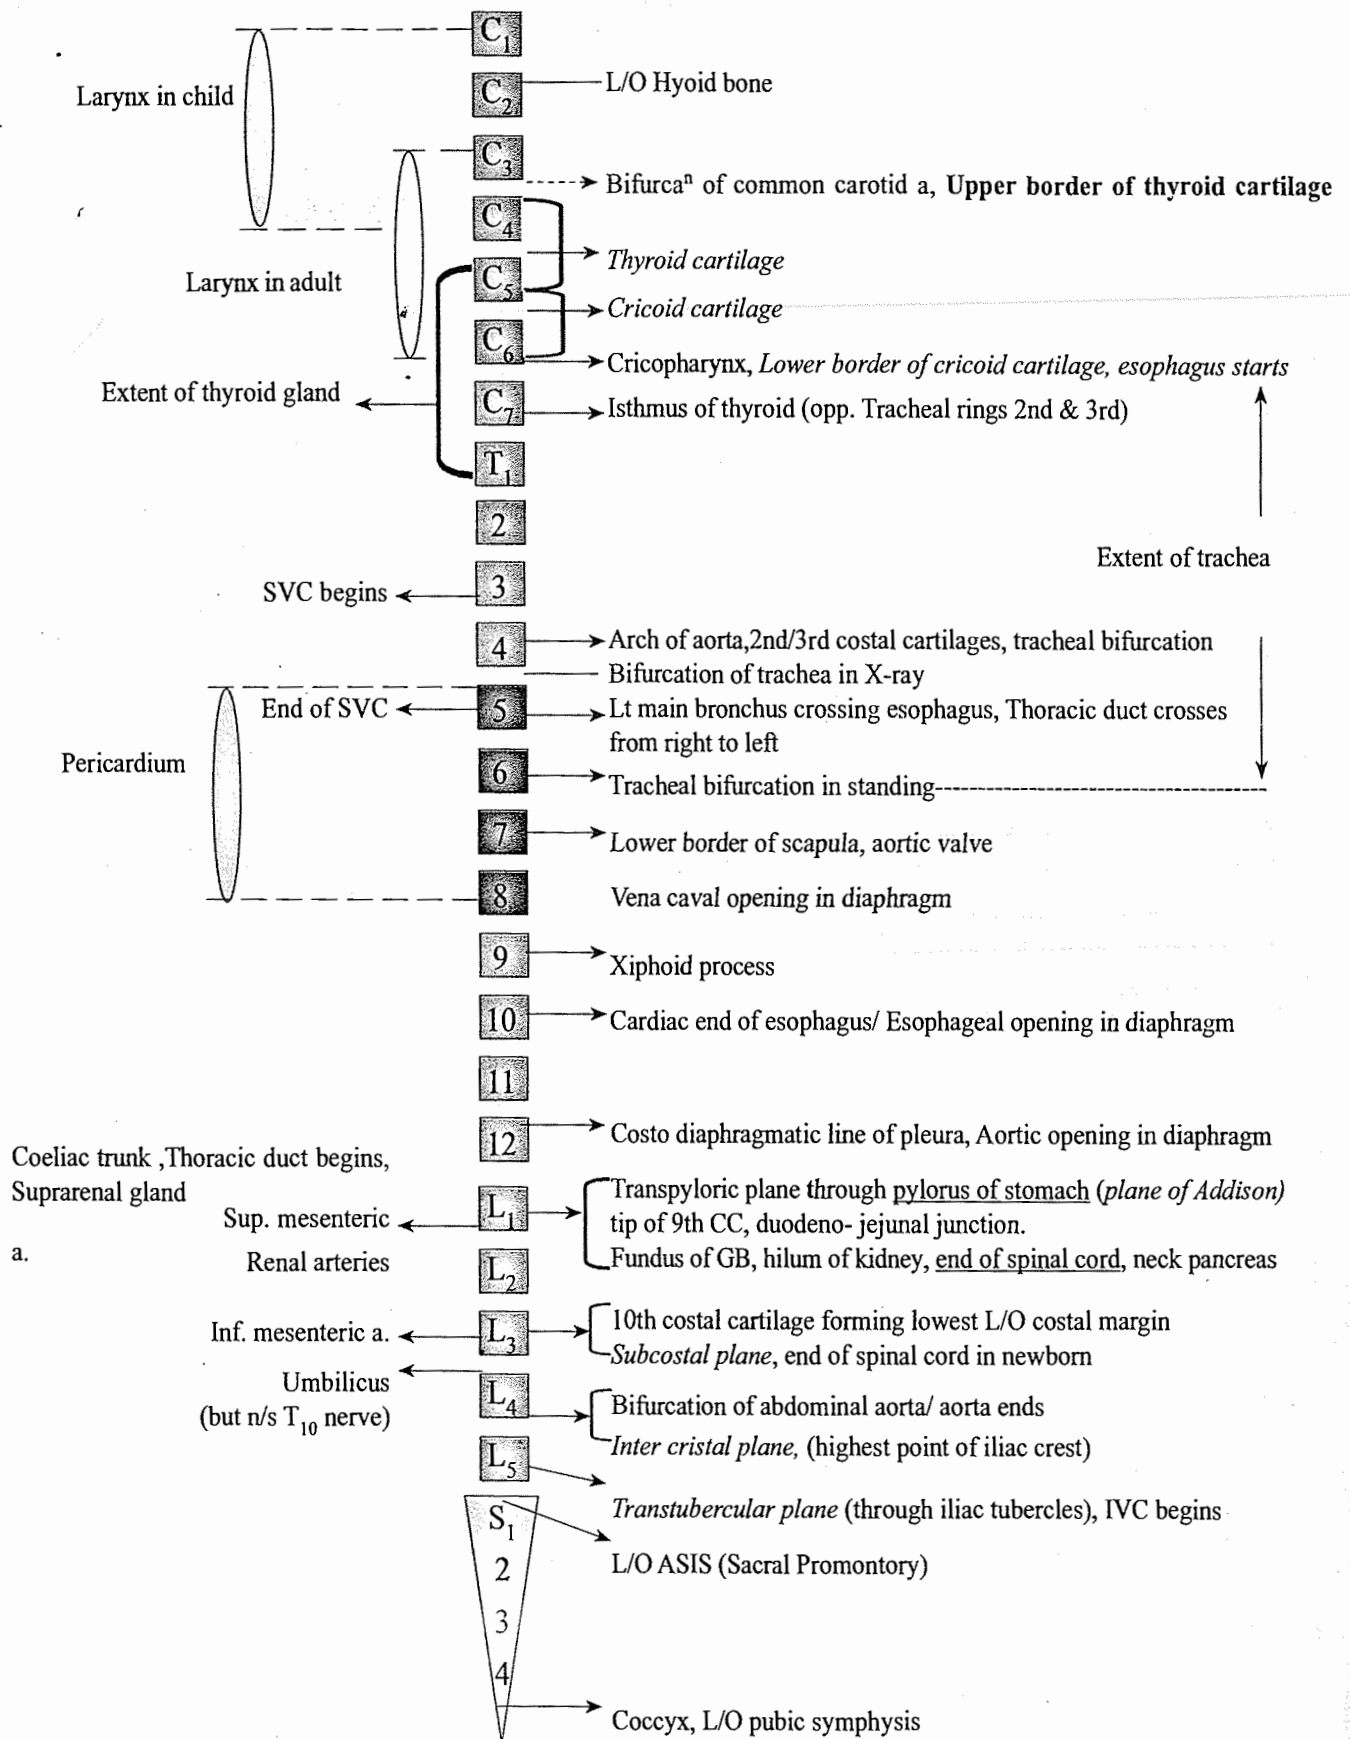 C1
Larynx in child
C2
L/O Hyoid bone
C3
Bifurcaⁿ of common carotid a, Upper border of thyroid cartilage
C4
Thyroid cartilage
Larynx in adult
C5
Cricoid cartilage
C6
Cricopharynx, Lower border of cricoid cartilage, esophagus starts
Extent of thyroid gland
C7
Isthmus of thyroid (opp. Tracheal rings 2nd & 3rd)
T1
2
Extent of trachea
SVC begins
3
4
Arch of aorta,2nd/3rd costal cartilages, tracheal bifurcation
Bifurcation of trachea in X-ray
End of SVC
5
Lt main bronchus crossing esophagus, Thoracic duct crosses
from right to left
Pericardium
6
Tracheal bifurcation in standing
7
Lower border of scapula, aortic valve
8
Vena caval opening in diaphragm
9
Xiphoid process
10
Cardiac end of esophagus/ Esophageal opening in diaphragm
11
12
Costo diaphragmatic line of pleura, Aortic opening in diaphragm
Coeliac trunk ,Thoracic duct begins,
Suprarenal gland
Sup. mesenteric
a.
L1
Transpyloric plane through pylorus of stomach (plane of Addison)
tip of 9th CC, duodeno- jejunal junction.
Fundus of GB, hilum of kidney, end of spinal cord, neck pancreas
Renal arteries
L2
Inf. mesenteric a.
L3
10th costal cartilage forming lowest L/O costal margin
Subcostal plane, end of spinal cord in newborn
Umbilicus
(but n/s T10 nerve)
L4
Bifurcation of abdominal aorta/ aorta ends
Inter cristal plane, (highest point of iliac crest)
L5
Transtubercular plane (through iliac tubercles), IVC begins
S1
L/O ASIS (Sacral Promontory)
2
3
4
Coccyx, L/O pubic symphysis